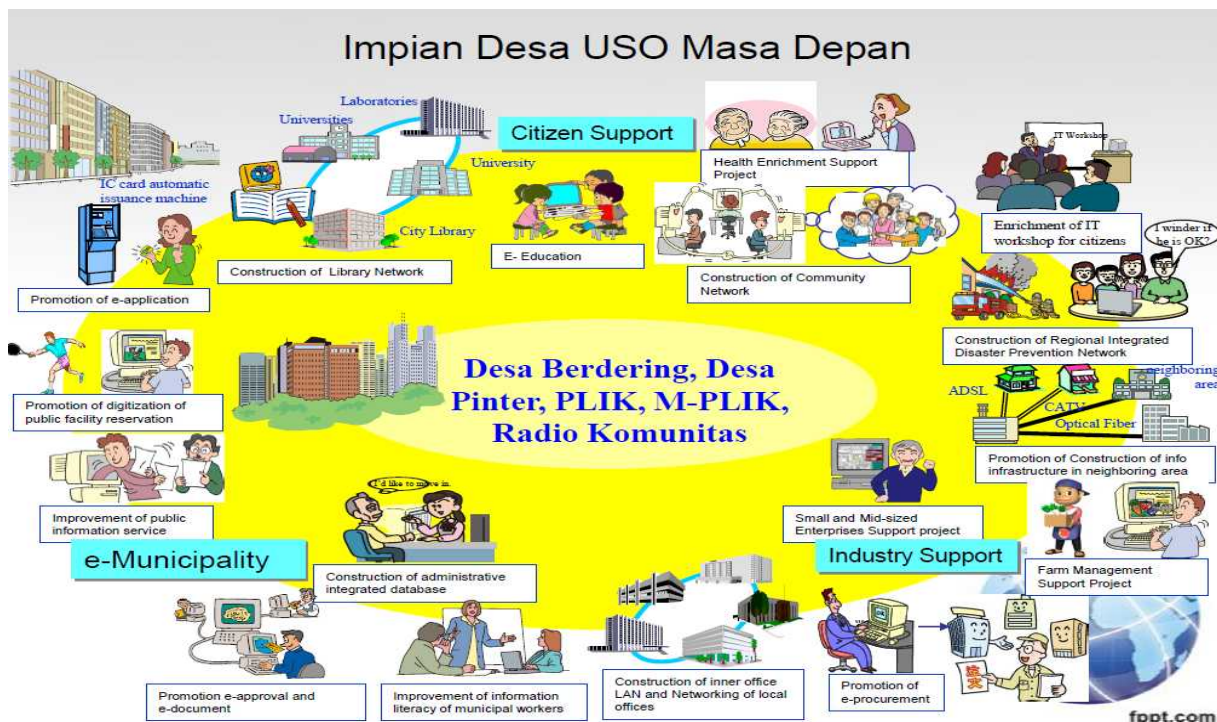 Impian Desa USO Masa Depan
Laboratories
Universities
Citizen Support
University
IC card automatic
issuance machine
City Library
Health Enrichment Support
Project
IT Workshop
Promotion of e-application
Construction of Library Network
E- Education
Construction of Community
Network
Enrichment of IT
workshop for citizens
I winder if
he is OK?
Construction of Regional Integrated
Disaster Prevention Network
Desa Berdering, Desa
Pinter, PLIK, M-PLIK,
Radio Komunitas
Promotion of digitization of
public facility reservation
neighboring
area
ADSL
CATV
Optical Fiber
Promotion of Construction of info
infrastructure in neighboring area
Improvement of public
information service
I'd like to move in.
Small and Mid-sized
Enterprises Support project
e-Municipality
Industry Support
Construction of administrative
integrated database
Farm Management
Support Project
Promotion e-approval and
e-document
Improvement of information
literacy of municipal workers
Construction of inner office
LAN and Networking of local
offices
Promotion of
e-procurement
注文
fppt.com